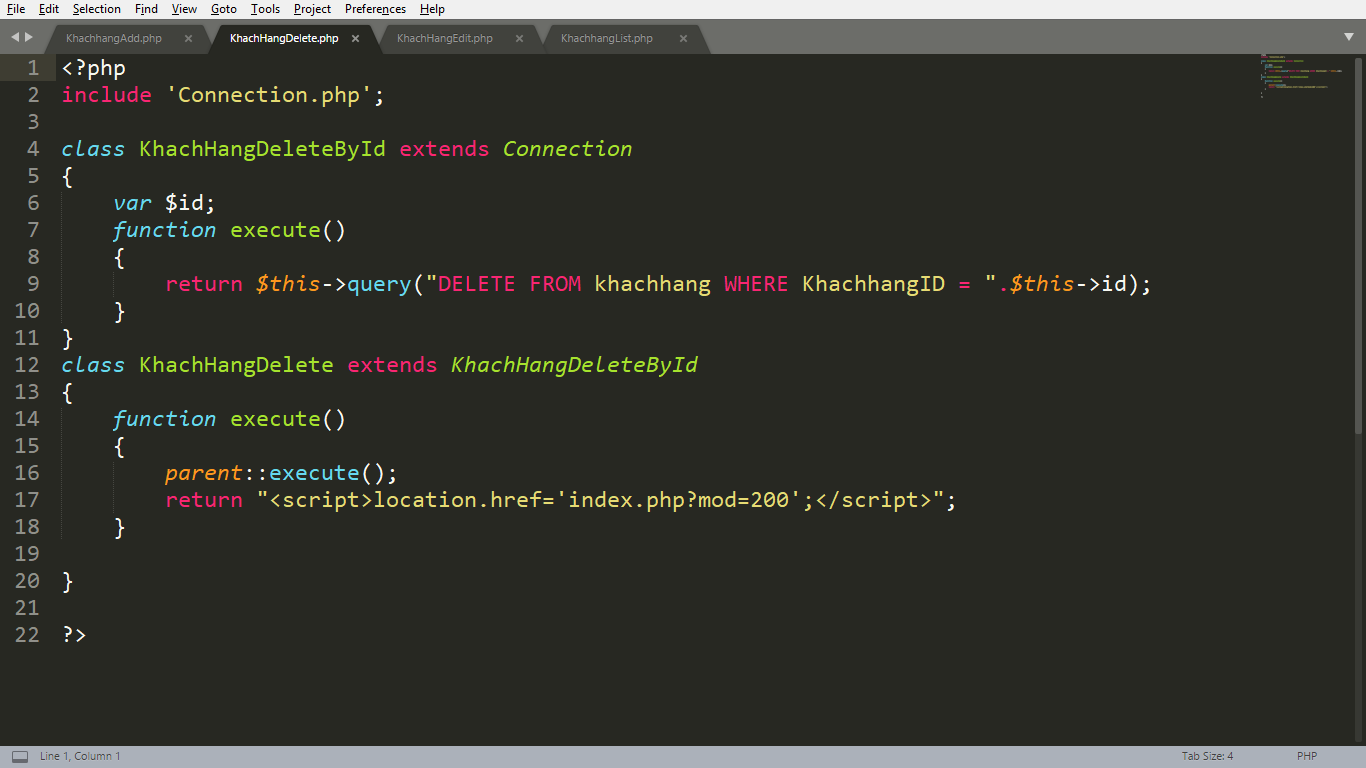 File Edit Selection Find View Goto Tools Project Preferences Help
KhachhangAdd.php × KhachHangDelete.php × KhachHangEdit.php × KhachhangList.php ×
1 <?php
2 include 'Connection.php';
3
4 class KhachHangDeleteById extends Connection
5 {
6     var $id;
7     function execute()
8     {
9         return $this->query("DELETE FROM khachhang WHERE KhachhangID = ".$this->id);
10     }
11 }
12 class KhachHangDelete extends KhachHangDeleteById
13 {
14     function execute()
15     {
16         parent::execute();
17         return "<script>location.href='index.php?mod=200';</script>";
18     }
19
20 }
21
22 ?>
Line 1, Column 1 Tab Size: 4 PHP